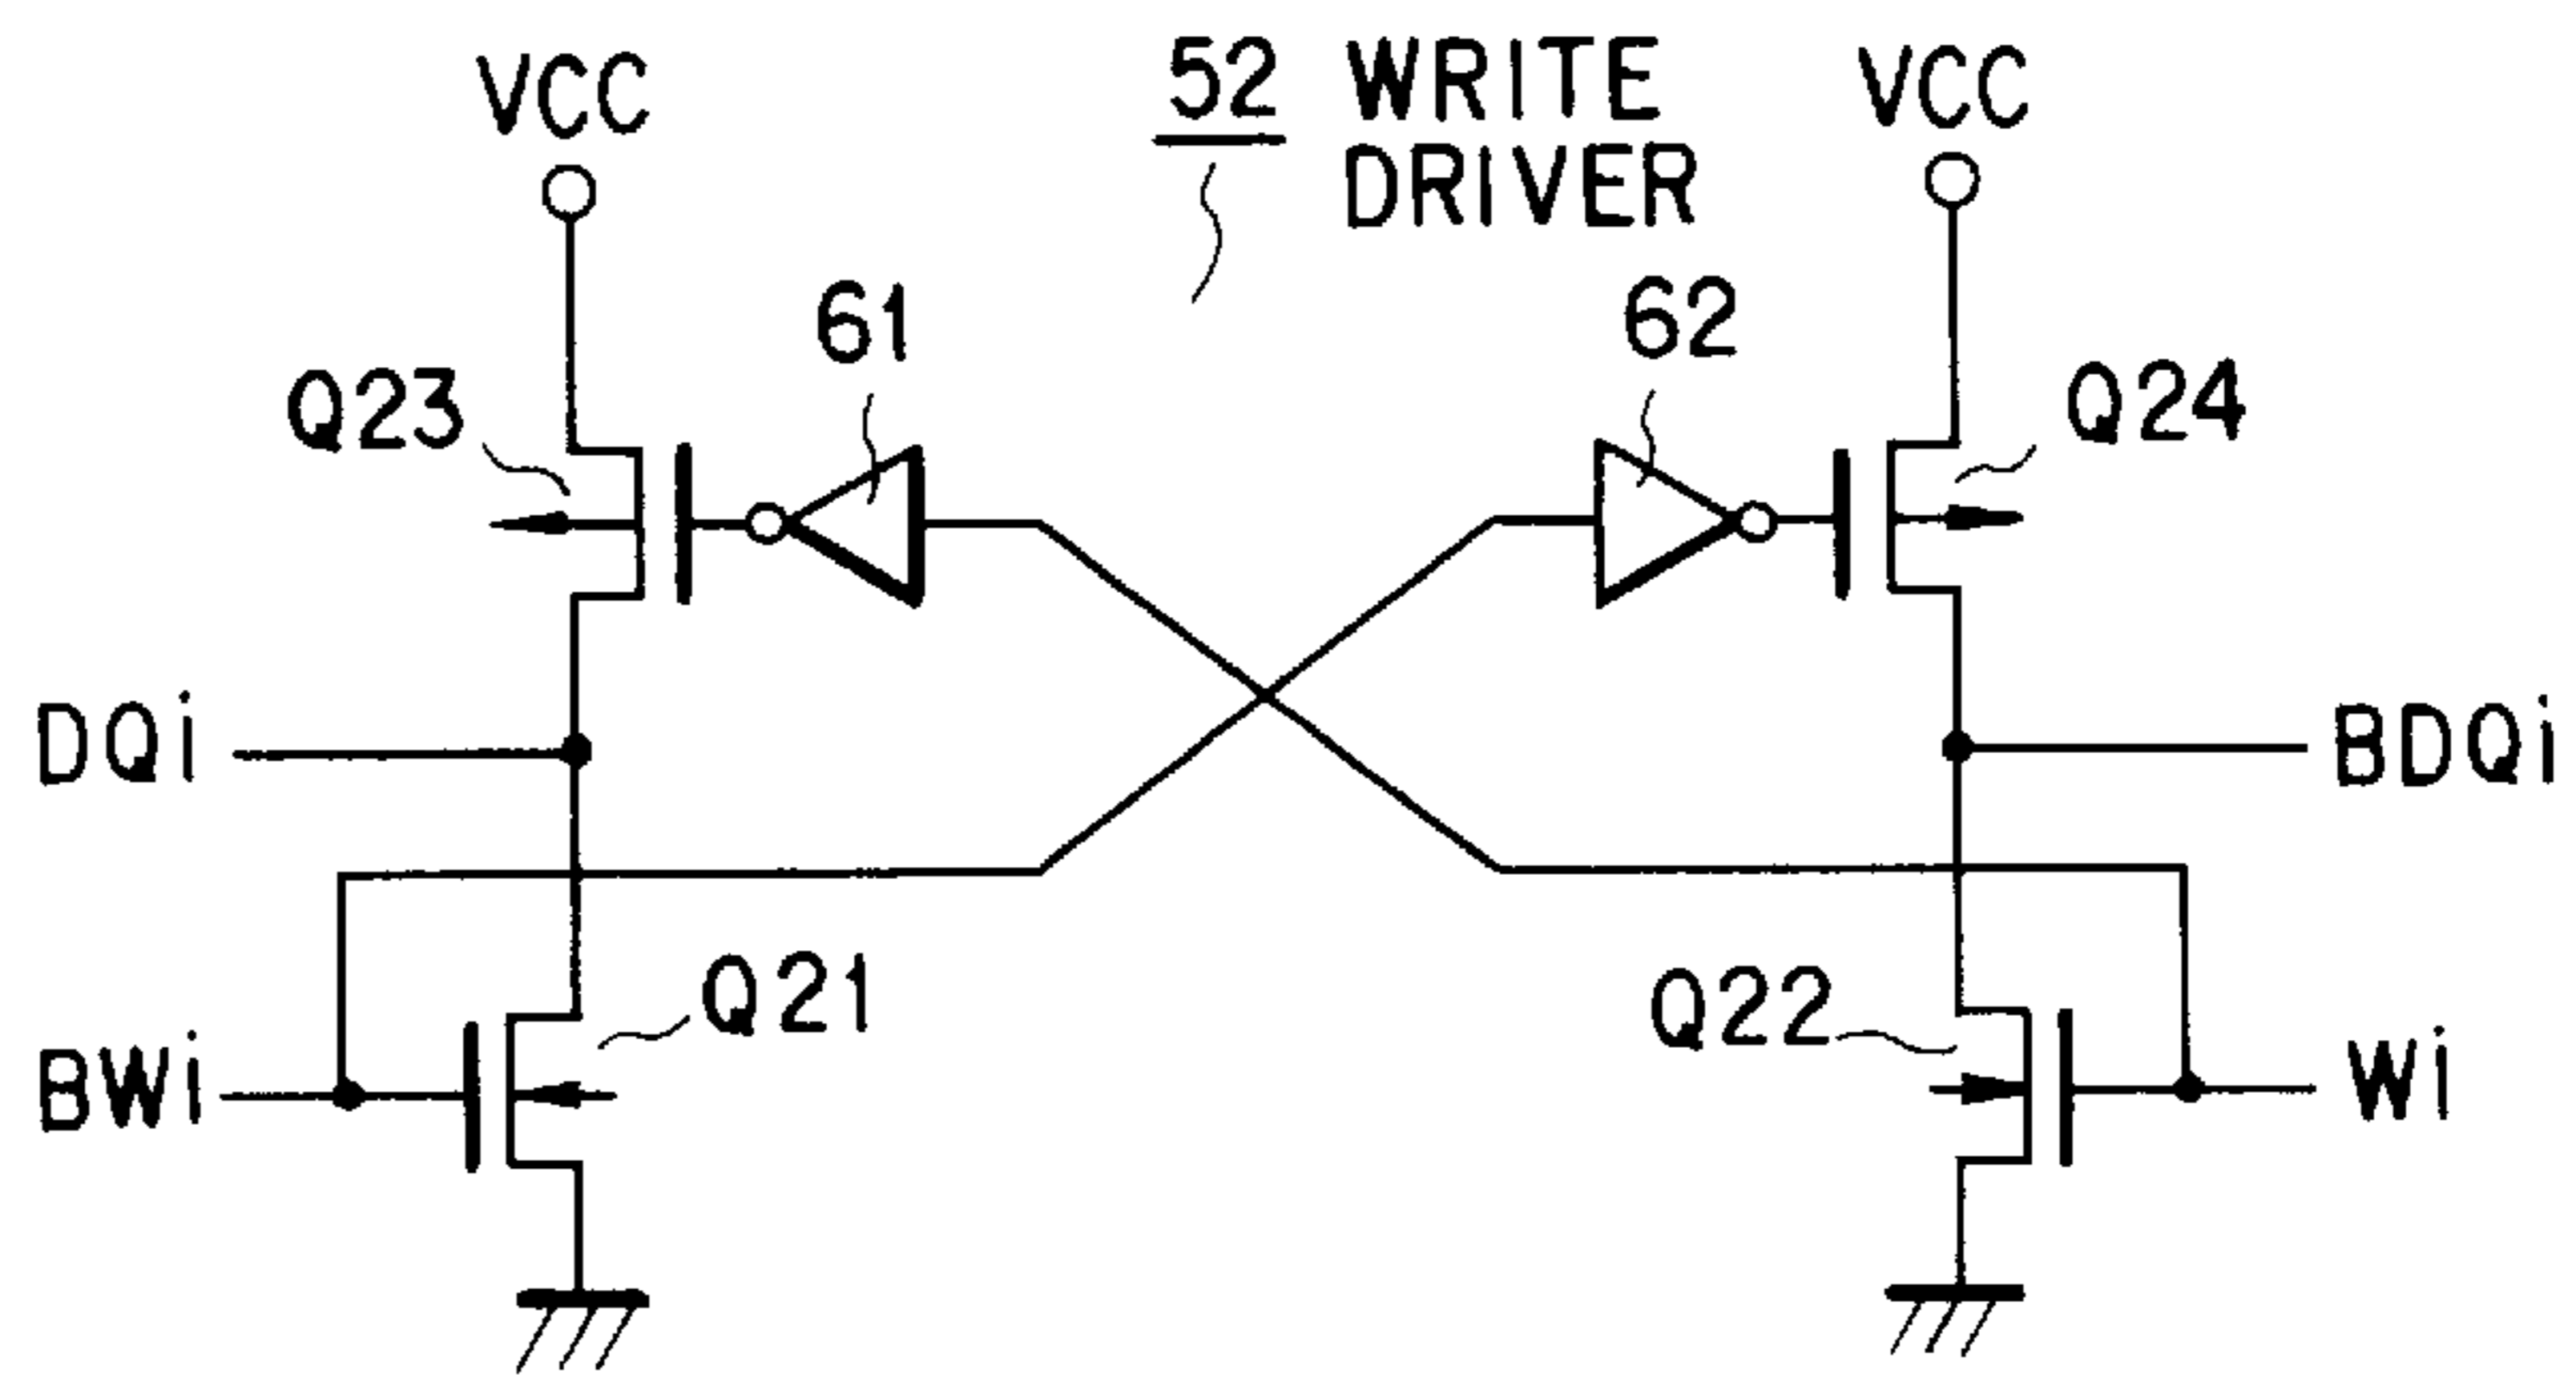 VCC
52 WRITE
DRIVER
VCC
61
62
Q23
Q24
DQi
BDQi
Q21
Q22
BWi
Wi